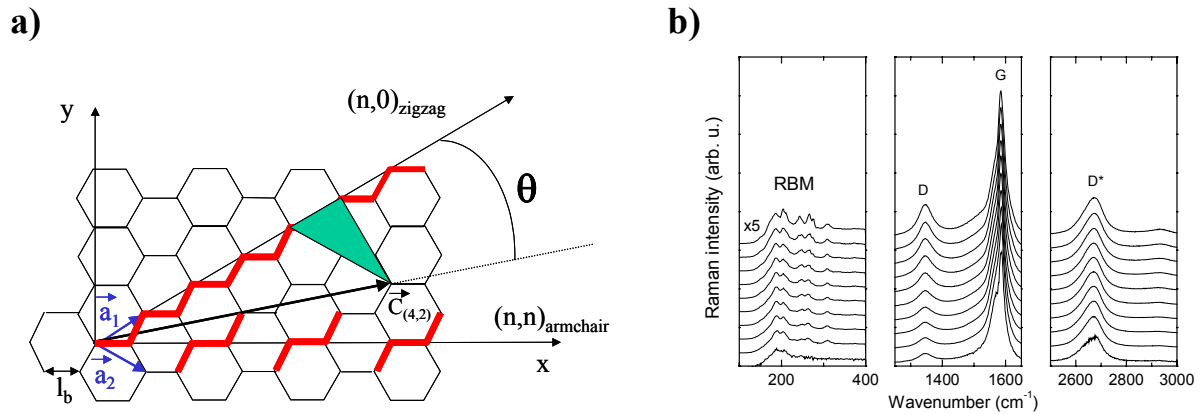 a)
y
(n,0)zigzag
θ
a1
C(4,2)
(n,n)armchair
a2
x
lb
b)
Raman intensity (arb. u.)
RBM
x5
D
G
D*
200 400
1400 1600
2600 2800 3000
Wavenumber (cm-1)